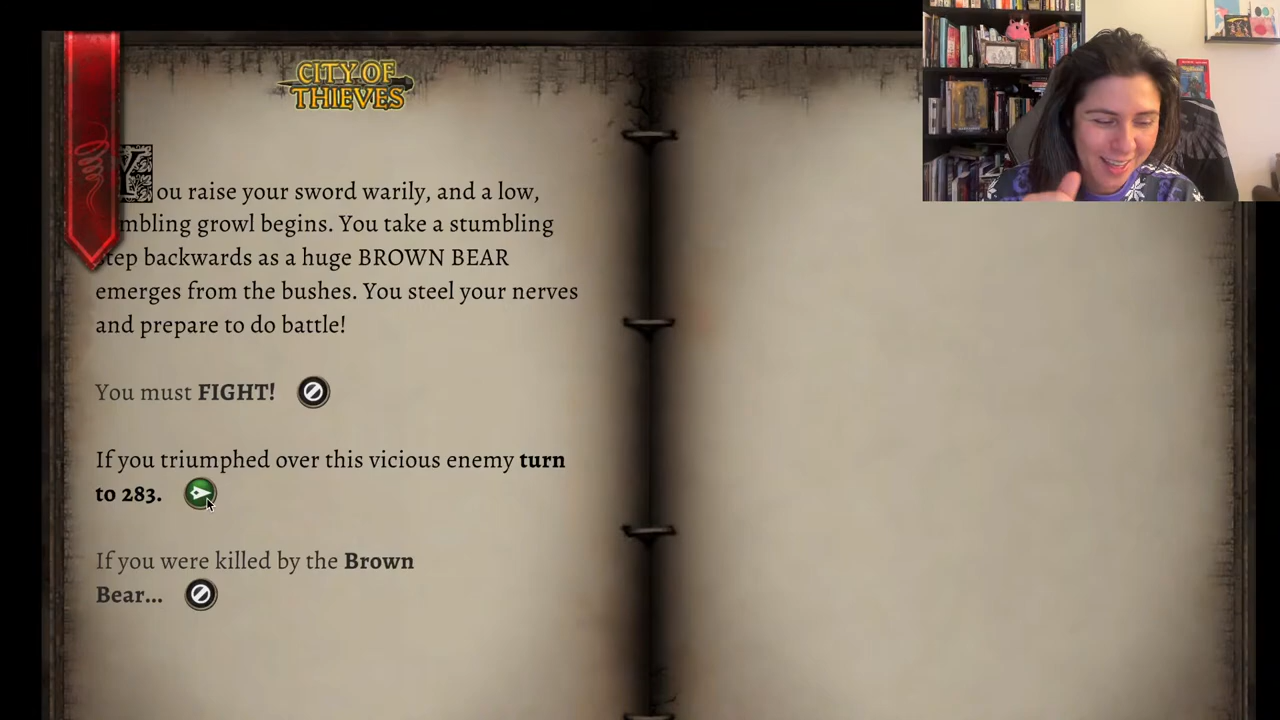 CITY OF
THIEVES
You raise your sword warily, and a low,
mbling growl begins. You take a stumbling
step backwards as a huge BROWN BEAR
emerges from the bushes. You steel your nerves
and prepare to do battle!
You must FIGHT!
If you triumphed over this vicious enemy turn
to 283.
If you were killed by the Brown
Bear...